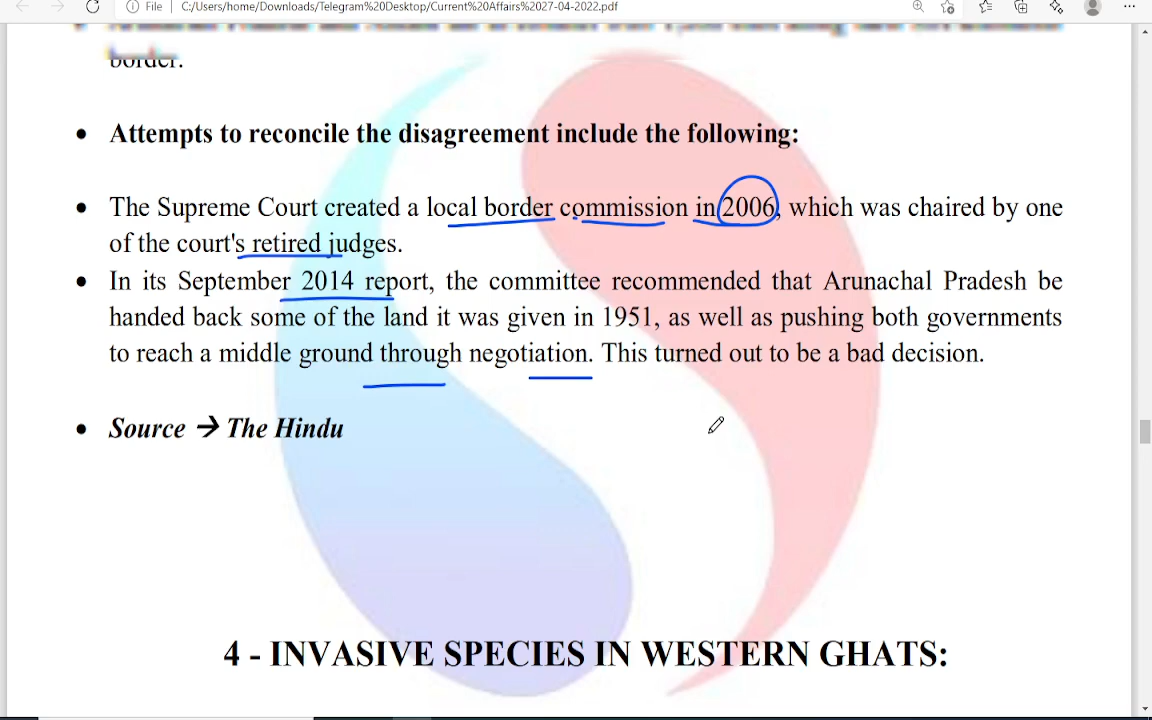 File C:/Users/home/Downloads/Telegram%20Desktop/Current%20Affairs%2027-04-2022.pdf
border.
• Attempts to reconcile the disagreement include the following:
• The Supreme Court created a local border commission in 2006, which was chaired by one
of the court's retired judges.
• In its September 2014 report, the committee recommended that Arunachal Pradesh be
handed back some of the land it was given in 1951, as well as pushing both governments
to reach a middle ground through negotiation. This turned out to be a bad decision.
• Source → The Hindu
4 - INVASIVE SPECIES IN WESTERN GHATS: